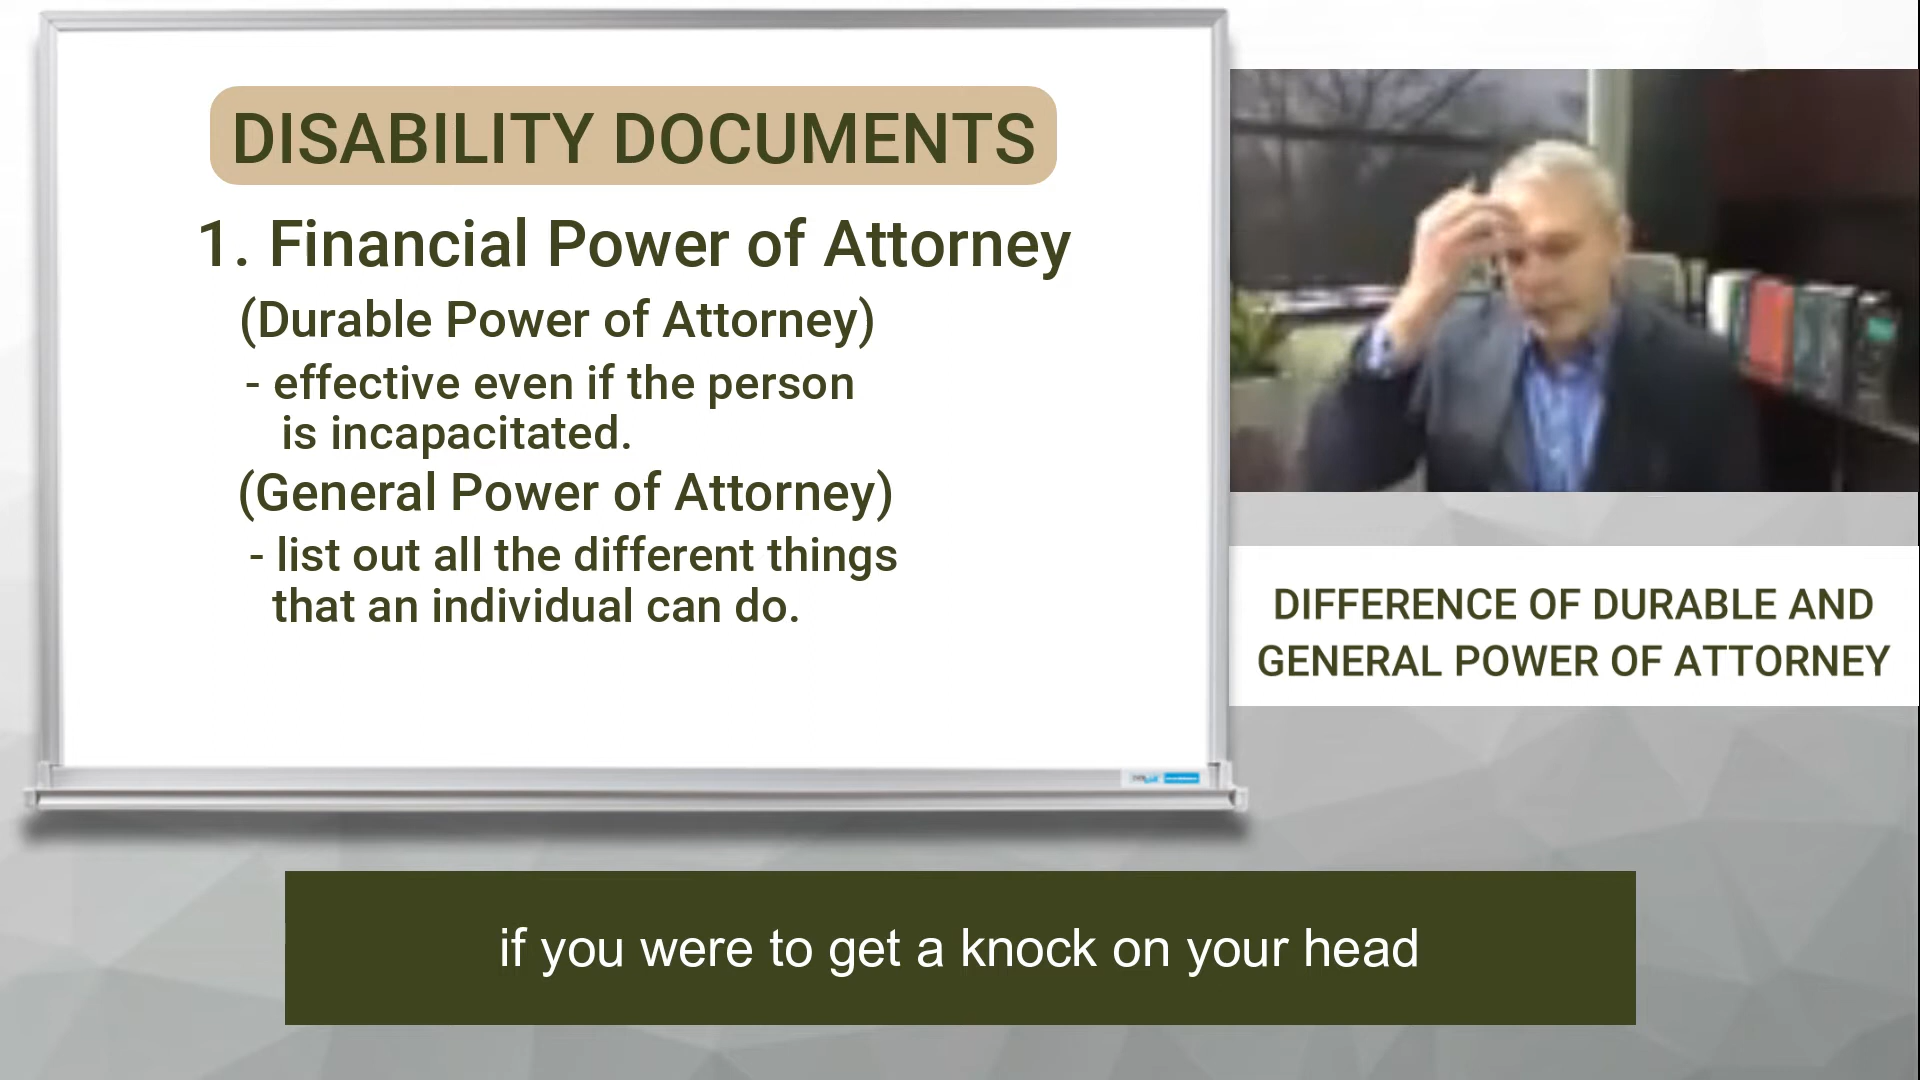 DISABILITY DOCUMENTS
1. Financial Power of Attorney
(Durable Power of Attorney)
- effective even if the person
is incapacitated.
(General Power of Attorney)
- list out all the different things
that an individual can do.
DIFFERENCE OF DURABLE AND
GENERAL POWER OF ATTORNEY
if you were to get a knock on your head